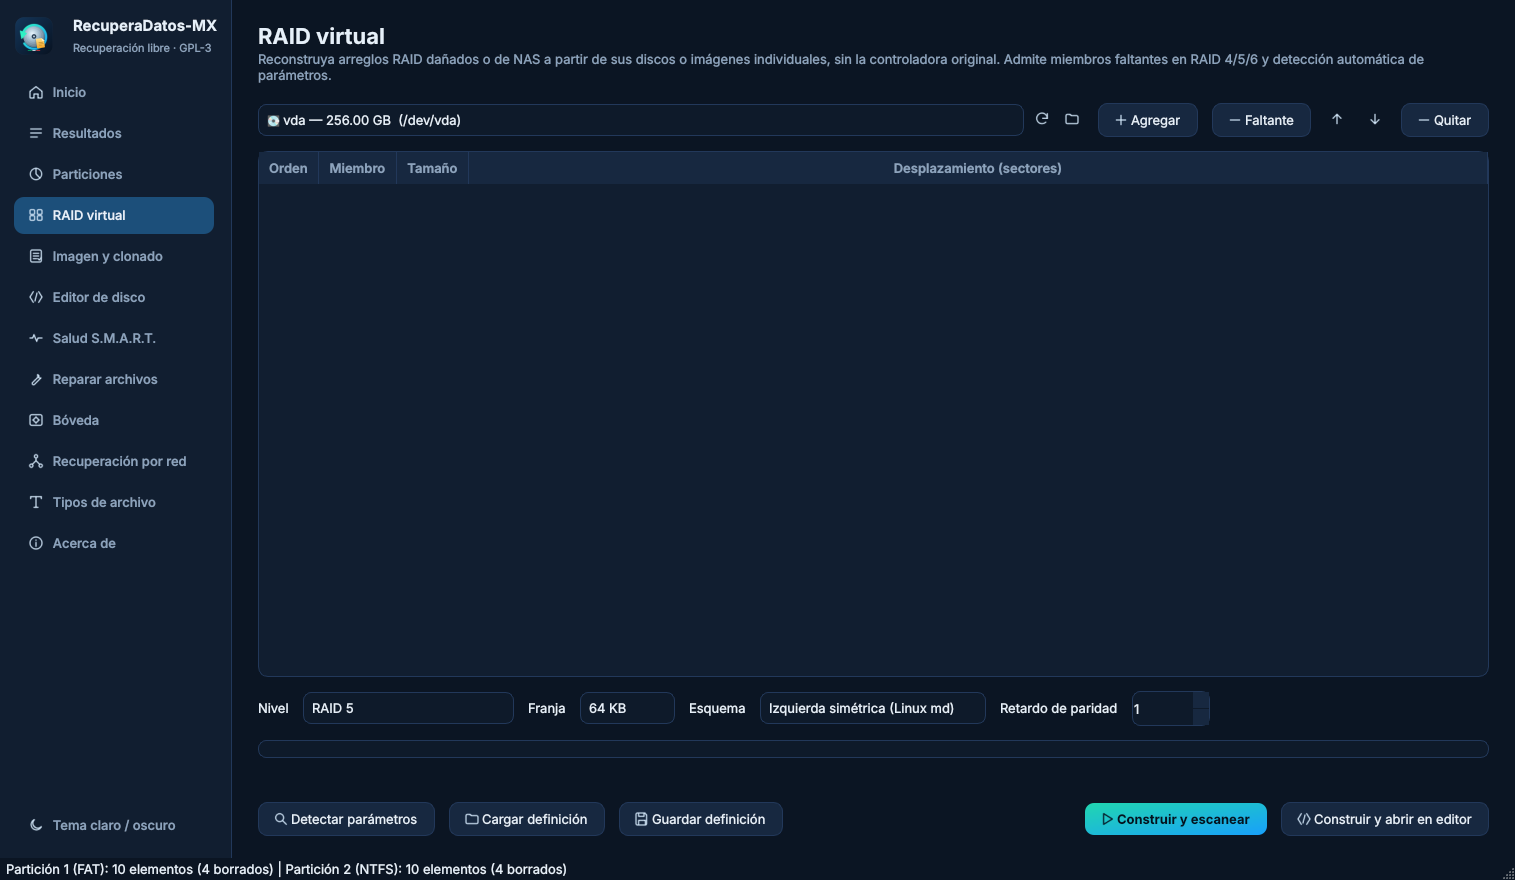 RecuperaDatos-MX
Recuperación libre · GPL-3
Inicio
Resultados
Particiones
RAID virtual
Imagen y clonado
Editor de disco
Salud S.M.A.R.T.
Reparar archivos
Bóveda
Recuperación por red
Tipos de archivo
Acerca de
Tema claro / oscuro
RAID virtual
Reconstruya arreglos RAID dañados o de NAS a partir de sus discos o imágenes individuales, sin la controladora original. Admite miembros faltantes en RAID 4/5/6 y detección automática de
parámetros.
vda — 256.00 GB (/dev/vda)
Agregar
Faltante
Quitar
Orden Miembro Tamaño Desplazamiento (sectores)
Nivel RAID 5 Franja 64 KB Esquema Izquierda simétrica (Linux md) Retardo de paridad 1
Detectar parámetros Cargar definición Guardar definición Construir y escanear Construir y abrir en editor
Partición 1 (FAT): 10 elementos (4 borrados) | Partición 2 (NTFS): 10 elementos (4 borrados)